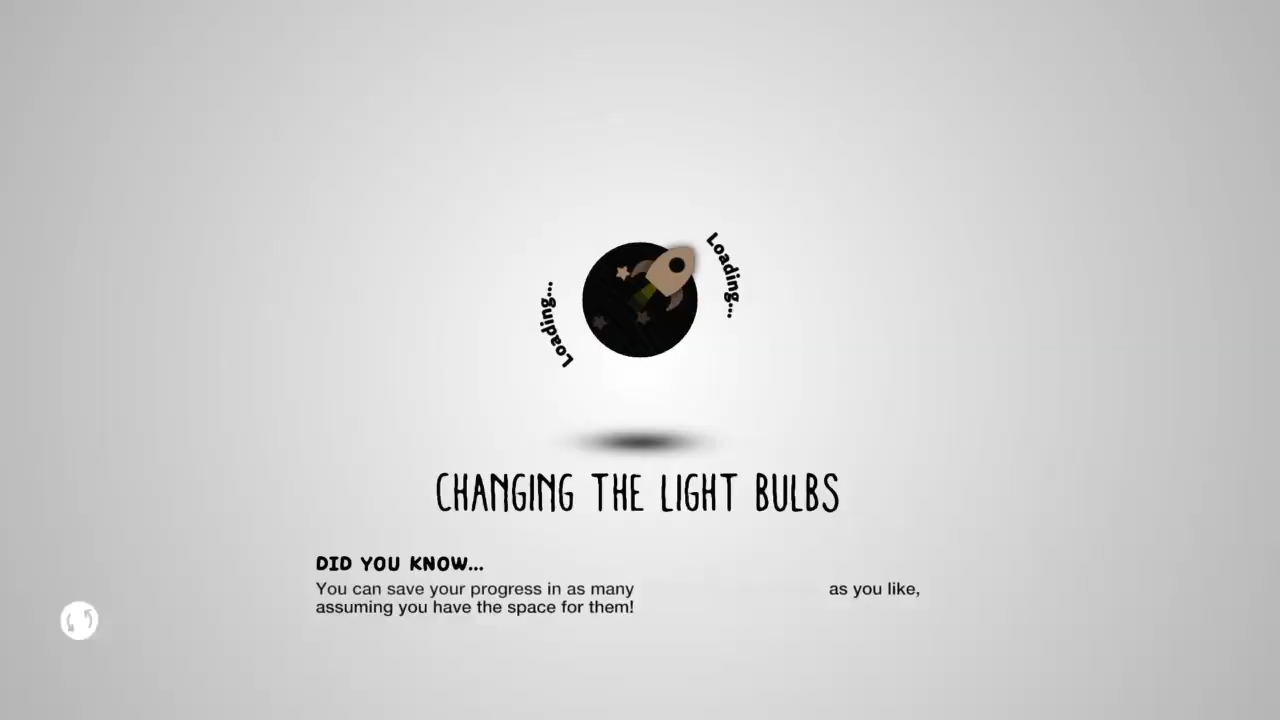 Loading...
Loading...
CHANGING THE LIGHT BULBS
DID YOU KNOW...
You can save your progress in as many as you like,
assuming you have the space for them!